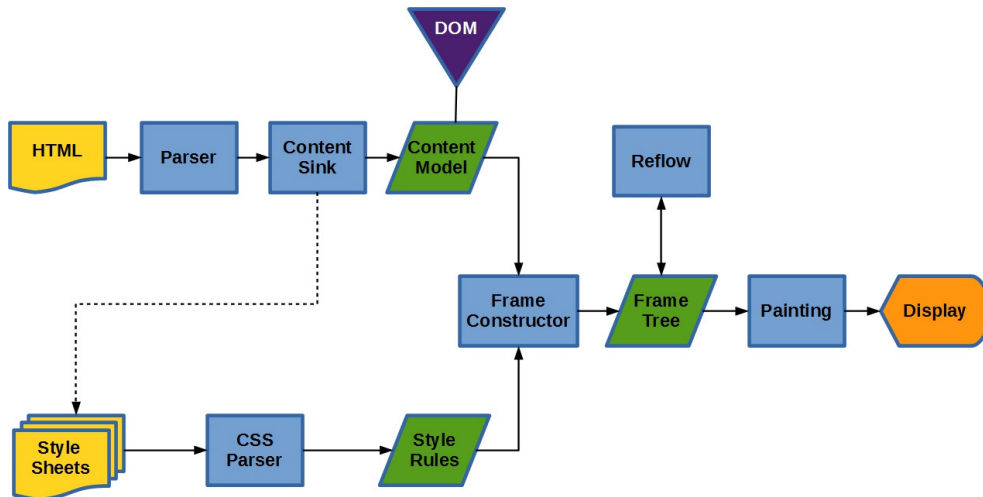 DOM
HTML
Parser
Content
Sink
Content
Model
Reflow
Frame
Constructor
Frame
Tree
Painting
Display
Style
Sheets
CSS
Parser
Style
Rules